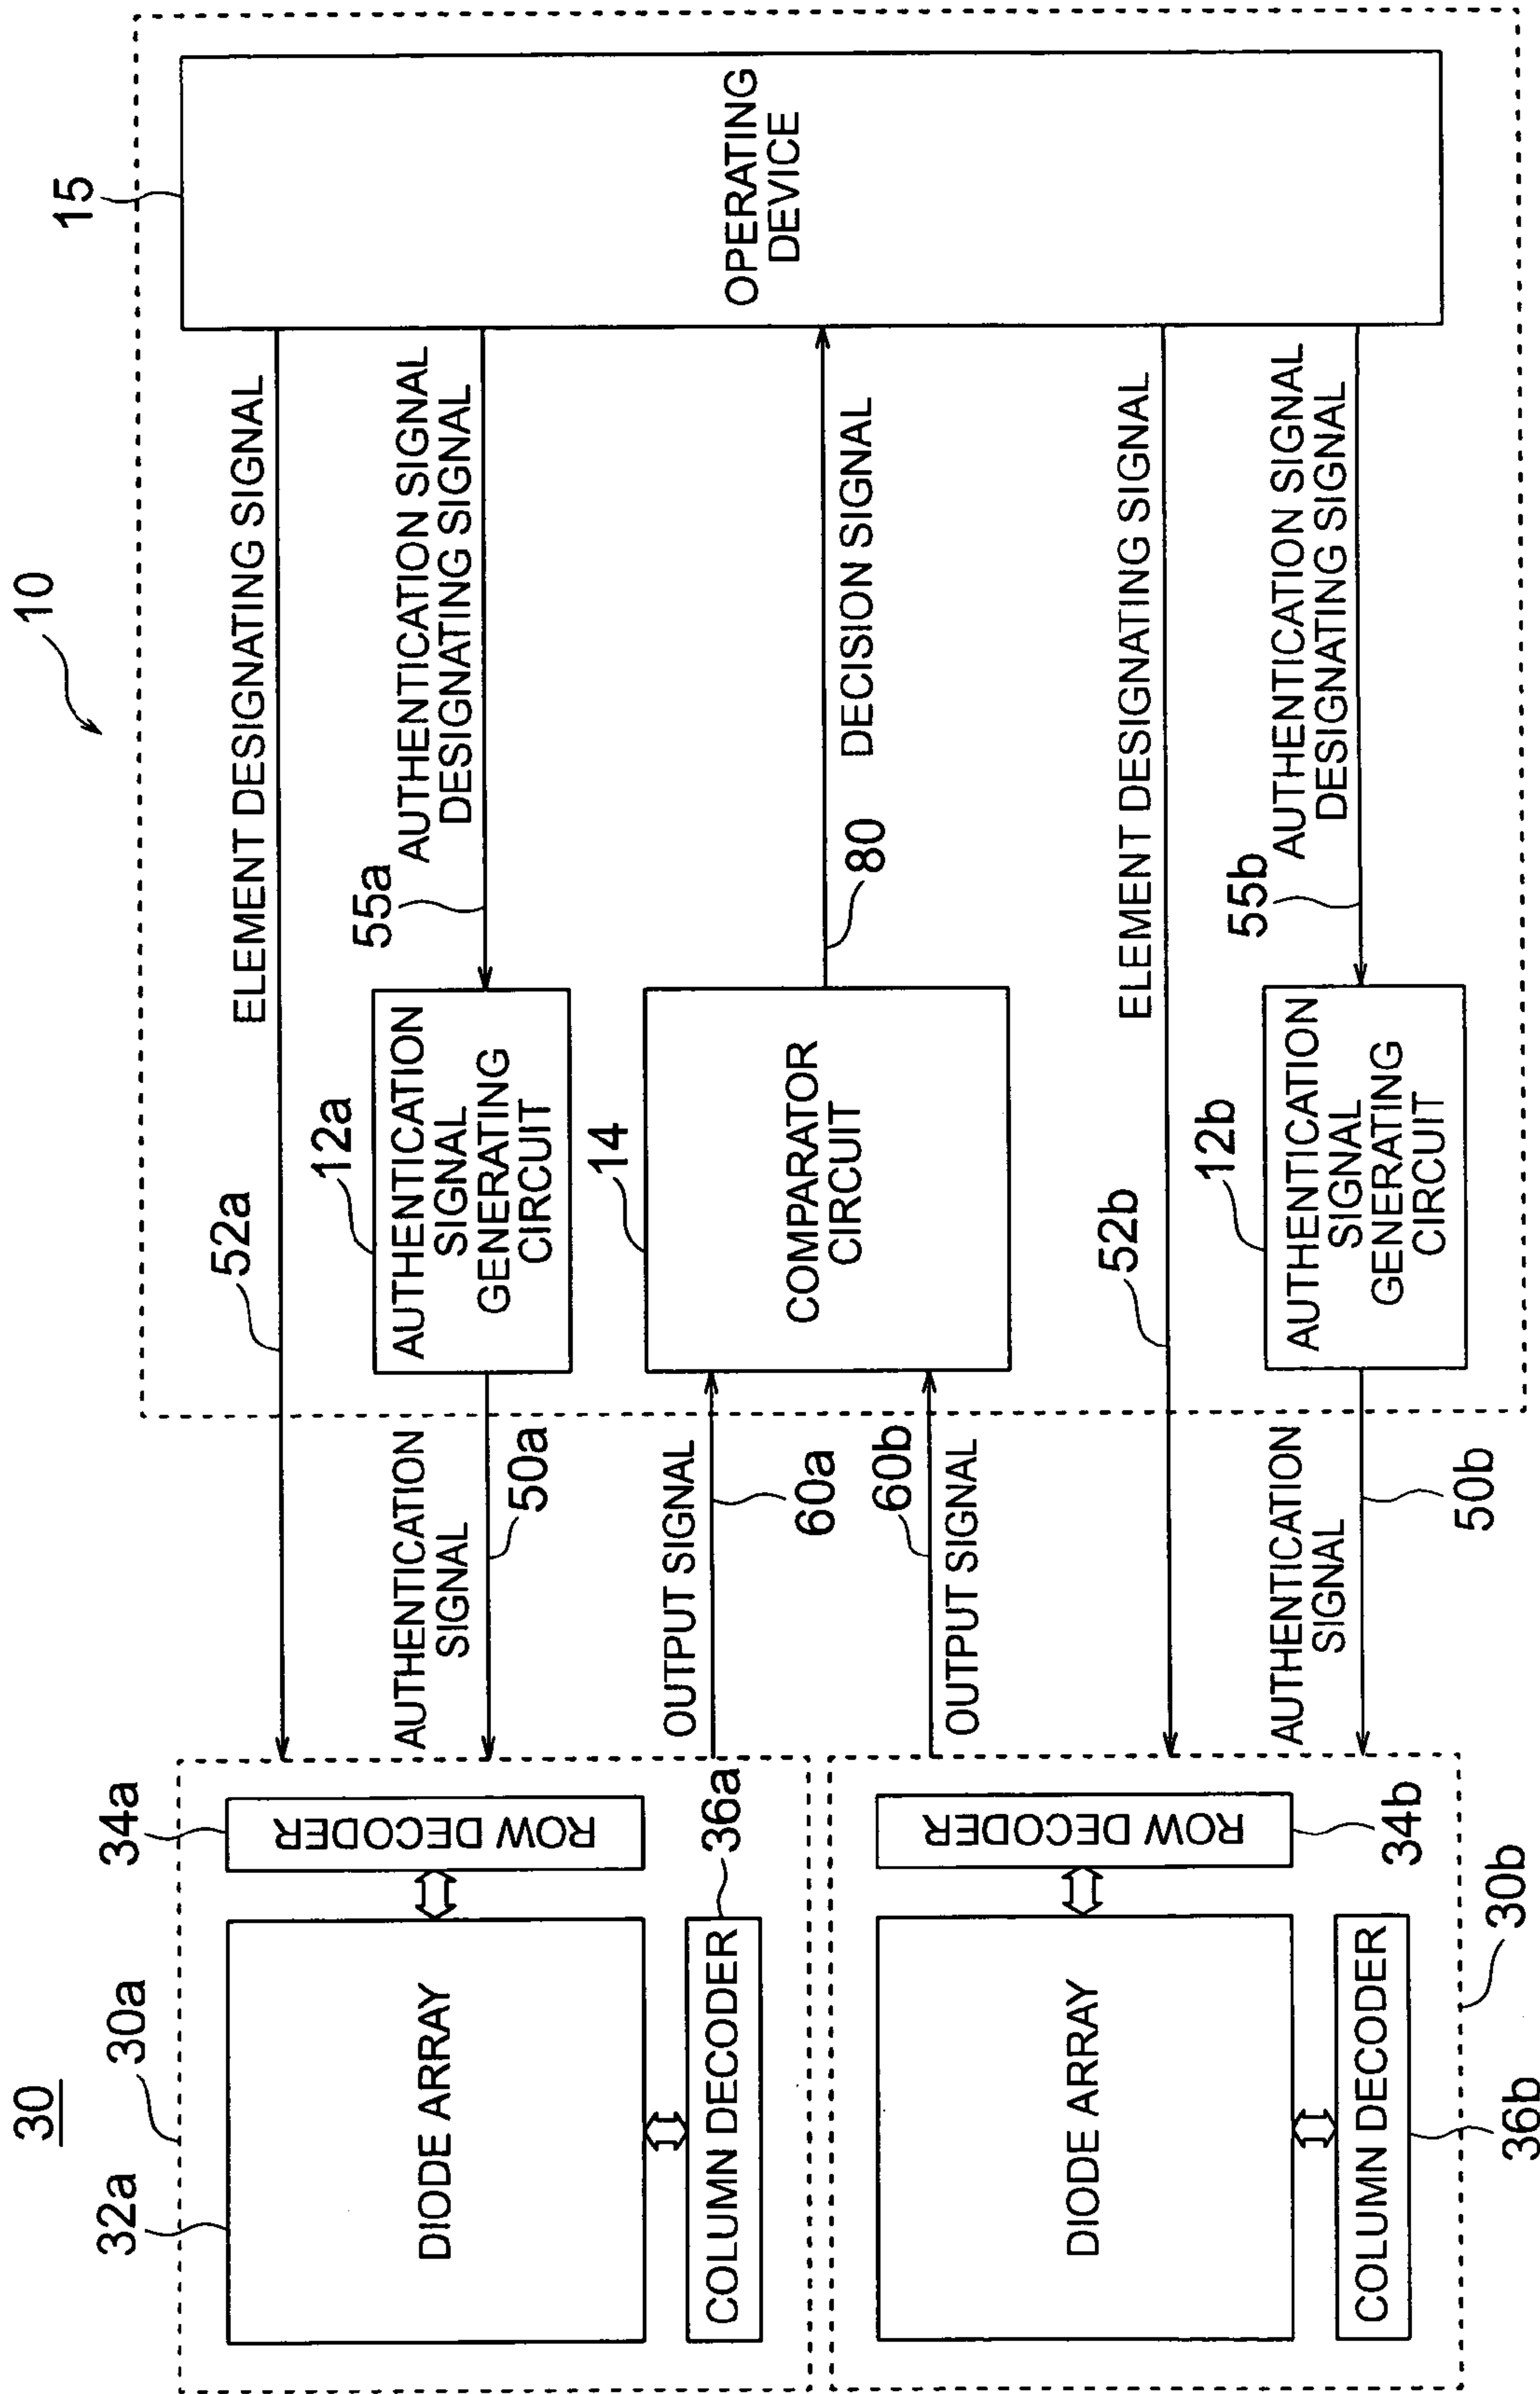 30
10
30a
32a
DIODE ARRAY
34a
ROW DECODER
COLUMN DECODER
36a
52a
ELEMENT DESIGNATING SIGNAL
AUTHENTICATION
SIGNAL
50a
12a
AUTHENTICATION
SIGNAL
GENERATING
CIRCUIT
55a
AUTHENTICATION SIGNAL
DESIGNATING SIGNAL
15
OPERATING
DEVICE
OUTPUT SIGNAL
60a
14
COMPARATOR
CIRCUIT
80
DECISION SIGNAL
60b
OUTPUT SIGNAL
DIODE ARRAY
ROW DECODER
34b
COLUMN DECODER
36b
30b
52b
ELEMENT DESIGNATING SIGNAL
AUTHENTICATION
SIGNAL
50b
12b
AUTHENTICATION
SIGNAL
GENERATING
CIRCUIT
55b
AUTHENTICATION SIGNAL
DESIGNATING SIGNAL